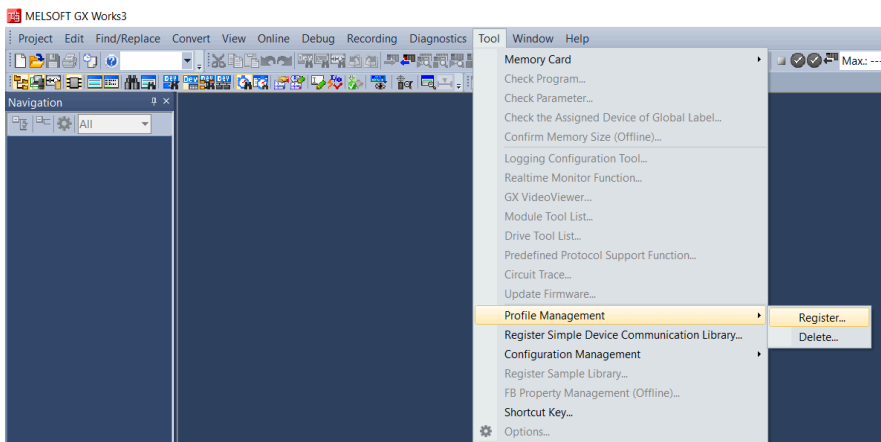 MELSOFT GX Works3
Project Edit Find/Replace Convert View Online Debug Recording Diagnostics Tool Window Help
Max.: --
Navigation
All
Memory Card
Check Program...
Check Parameter...
Check the Assigned Device of Global Label...
Confirm Memory Size (Offline)...
Logging Configuration Tool...
Realtime Monitor Function...
GX VideoViewer...
Module Tool List...
Drive Tool List...
Predefined Protocol Support Function...
Circuit Trace...
Update Firmware...
Profile Management
Register Simple Device Communication Library...
Configuration Management
Register Sample Library...
FB Property Management (Offline)...
Shortcut Key...
Options...
Register...
Delete...